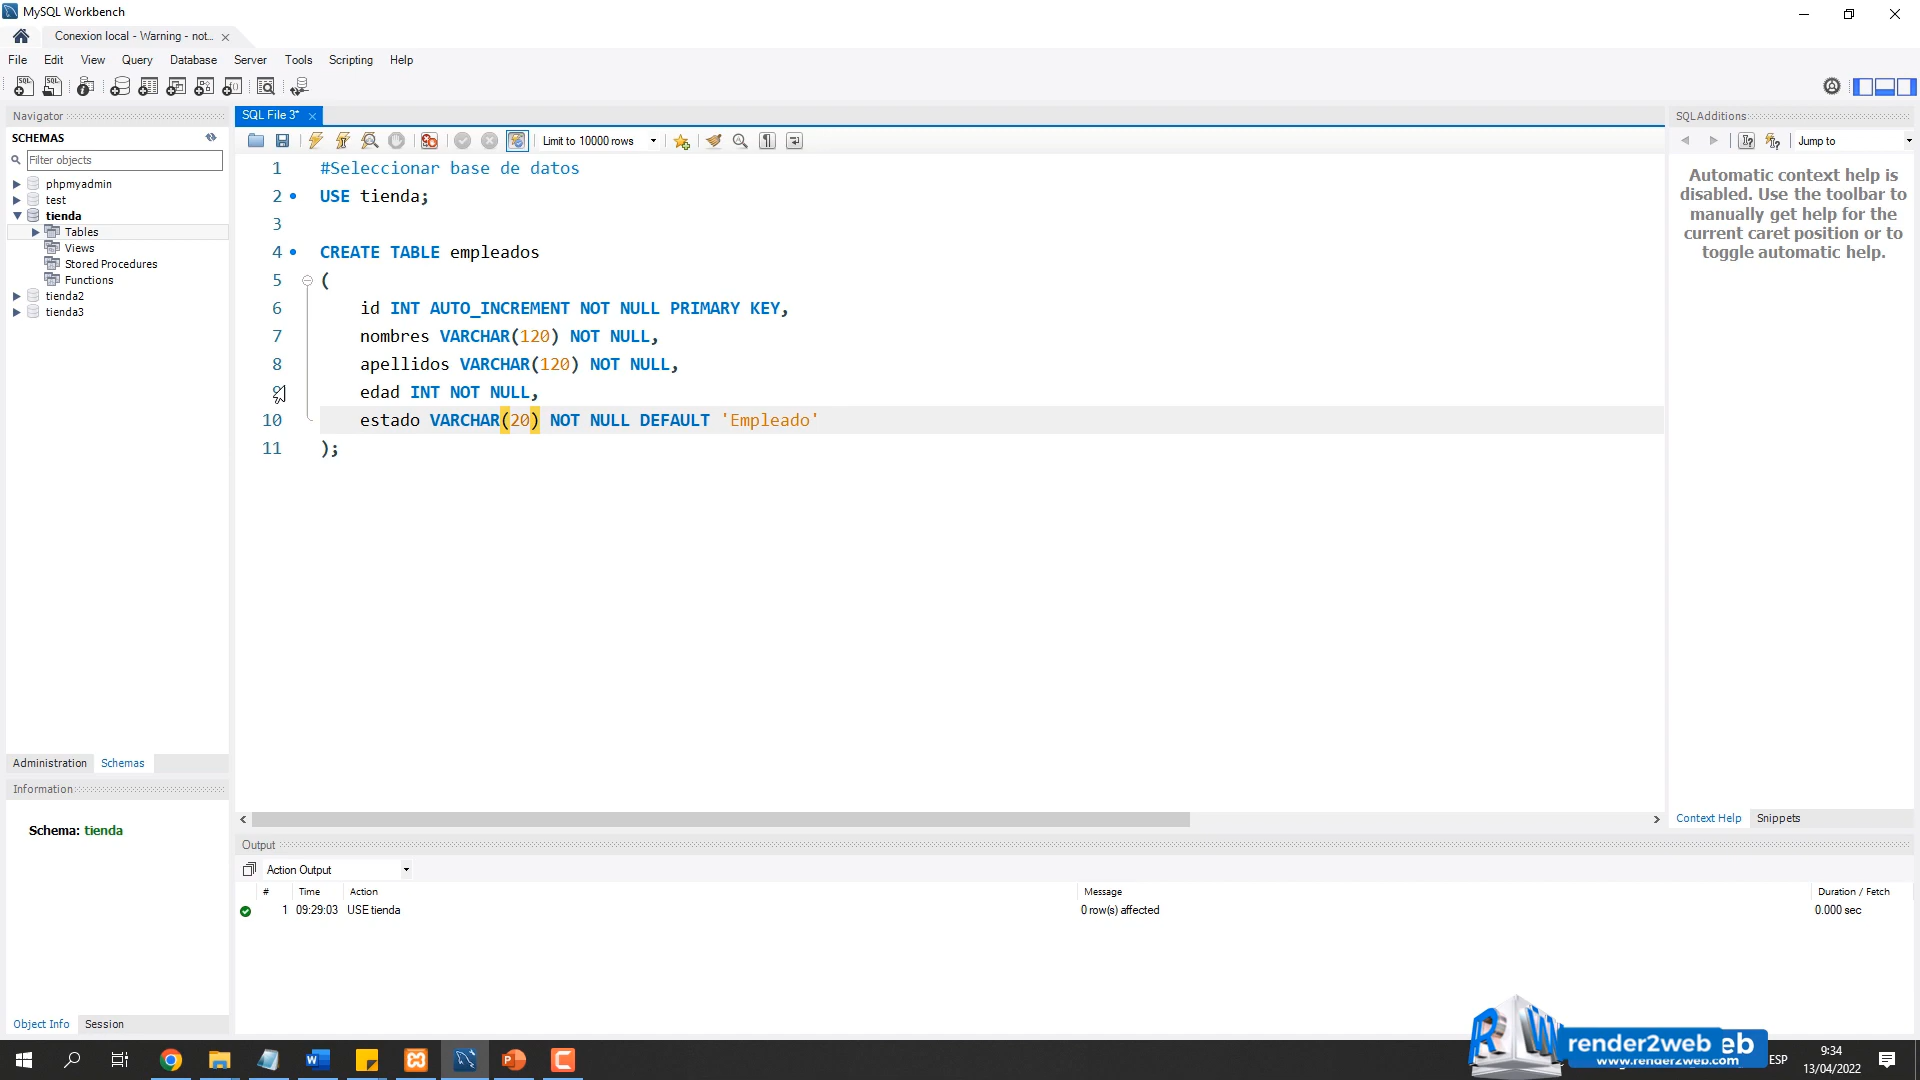 MySQL Workbench
Conexion local - Warning - not...
File Edit View Query Database Server Tools Scripting Help
Navigator
SCHEMAS
Filter objects
phpmyadmin
test
tienda
Tables
Views
Stored Procedures
Functions
tienda2
tienda3
Administration Schemas
Information
Schema: tienda
Object Info Session
SQL File 3*
Limit to 10000 rows
1 #Seleccionar base de datos
2 USE tienda;
3
4 CREATE TABLE empleados
5 (
6 id INT AUTO_INCREMENT NOT NULL PRIMARY KEY,
7 nombres VARCHAR(120) NOT NULL,
8 apellidos VARCHAR(120) NOT NULL,
9 edad INT NOT NULL,
10 estado VARCHAR(20) NOT NULL DEFAULT 'Empleado'
11 );
SQLAdditions
Jump to
Automatic context help is
disabled. Use the toolbar to
manually get help for the
current caret position or to
toggle automatic help.
Context Help Snippets
Output
Action Output
# Time Action Message Duration / Fetch
1 09:29:03 USE tienda 0 row(s) affected 0.000 sec
RW render2web eb
www.render2web.com
ESP
9:34
13/04/2022